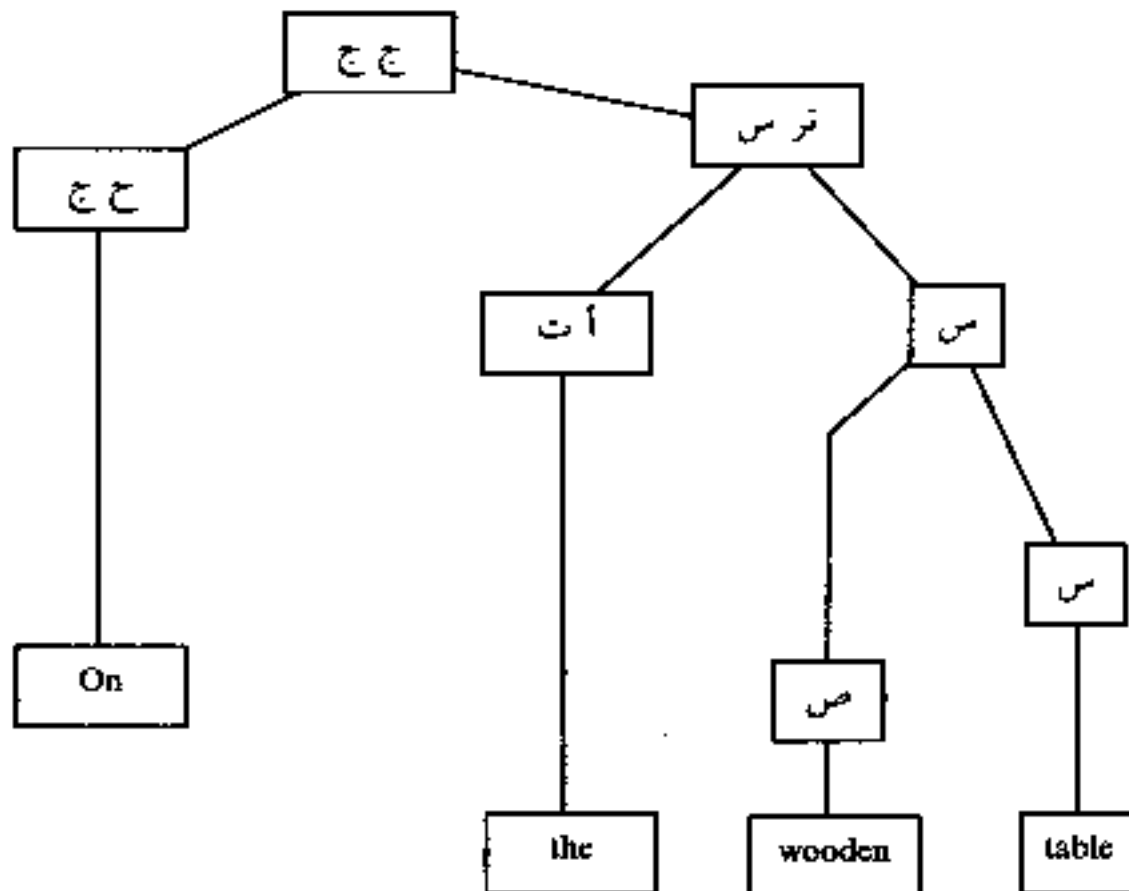 ج ج
تر س
ح ج
أ ت
س
س
On
ص
the
wooden
table